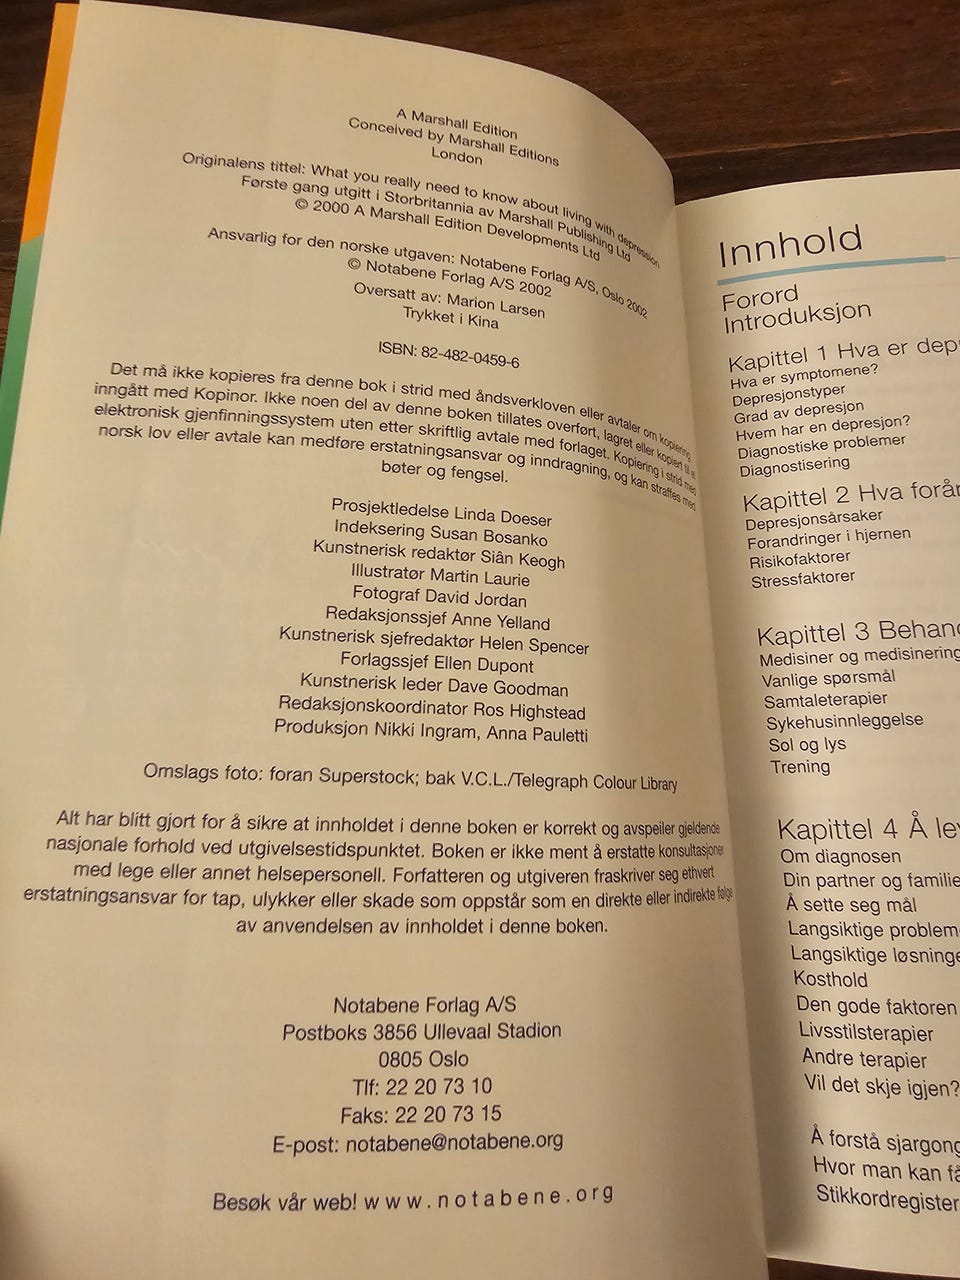 A Marshall Edition
Conceived by Marshall Editions
London
Originalens tittel: What you really need to know about living with depression
Første gang utgitt i Storbritannia av Marshall Publishing Ltd
© 2000 A Marshall Edition Developments Ltd
Ansvarlig for den norske utgaven: Notabene Forlag A/S, Oslo 2002
© Notabene Forlag A/S 2002
Oversatt av: Marion Larsen
Trykket i Kina
ISBN: 82-482-0459-6
Det må ikke kopieres fra denne bok i strid med åndsverkloven eller avtaler om kopiering
inngått med Kopinor. Ikke noen del av denne boken tillates overført, lagret eller kopiert til et
elektronisk gjenfinningssystem uten etter skriftlig avtale med forlaget. Kopiering i strid med
norsk lov eller avtale kan medføre erstatningsansvar og inndragning, og kan straffes med
bøter og fengsel.
Prosjektledelse Linda Doeser
Indeksering Susan Bosanko
Kunstnerisk redaktør Siân Keogh
Illustratør Martin Laurie
Fotograf David Jordan
Redaksjonssjef Anne Yelland
Kunstnerisk sjefredaktør Helen Spencer
Forlagssjef Ellen Dupont
Kunstnerisk leder Dave Goodman
Redaksjonskoordinator Ros Highstead
Produksjon Nikki Ingram, Anna Pauletti
Omslags foto: foran Superstock; bak V.C.L./Telegraph Colour Library
Alt har blitt gjort for å sikre at innholdet i denne boken er korrekt og avspeiler gjeldende
nasjonale forhold ved utgivelsestidspunktet. Boken er ikke ment å erstatte konsultasjoner
med lege eller annet helsepersonell. Forfatteren og utgiveren fraskriver seg ethvert
erstatningsansvar for tap, ulykker eller skade som oppstår som en direkte eller indirekte følge
av anvendelsen av innholdet i denne boken.
Notabene Forlag A/S
Postboks 3856 Ullevaal Stadion
0805 Oslo
Tlf: 22 20 73 10
Faks: 22 20 73 15
E-post: notabene@notabene.org
Besøk vår web! www.notabene.org
Innhold
Forord
Introduksjon
Kapittel 1 Hva er dep
Hva er symptomene?
Depresjonstyper
Grad av depresjon
Hvem har en depresjon?
Diagnostiske problemer
Diagnostisering
Kapittel 2 Hva forår
Depresjonsårsaker
Forandringer i hjernen
Risikofaktorer
Stressfaktorer
Kapittel 3 Behand
Medisiner og medisinering
Vanlige spørsmål
Samtaleterapier
Sykehusinnleggelse
Sol og lys
Trening
Kapittel 4 Å lev
Om diagnosen
Din partner og familie
Å sette seg mål
Langsiktige problem
Langsiktige løsninge
Kosthold
Den gode faktoren
Livsstilsterapier
Andre terapier
Vil det skje igjen?
Å forstå sjargong
Hvor man kan få
Stikkordregister